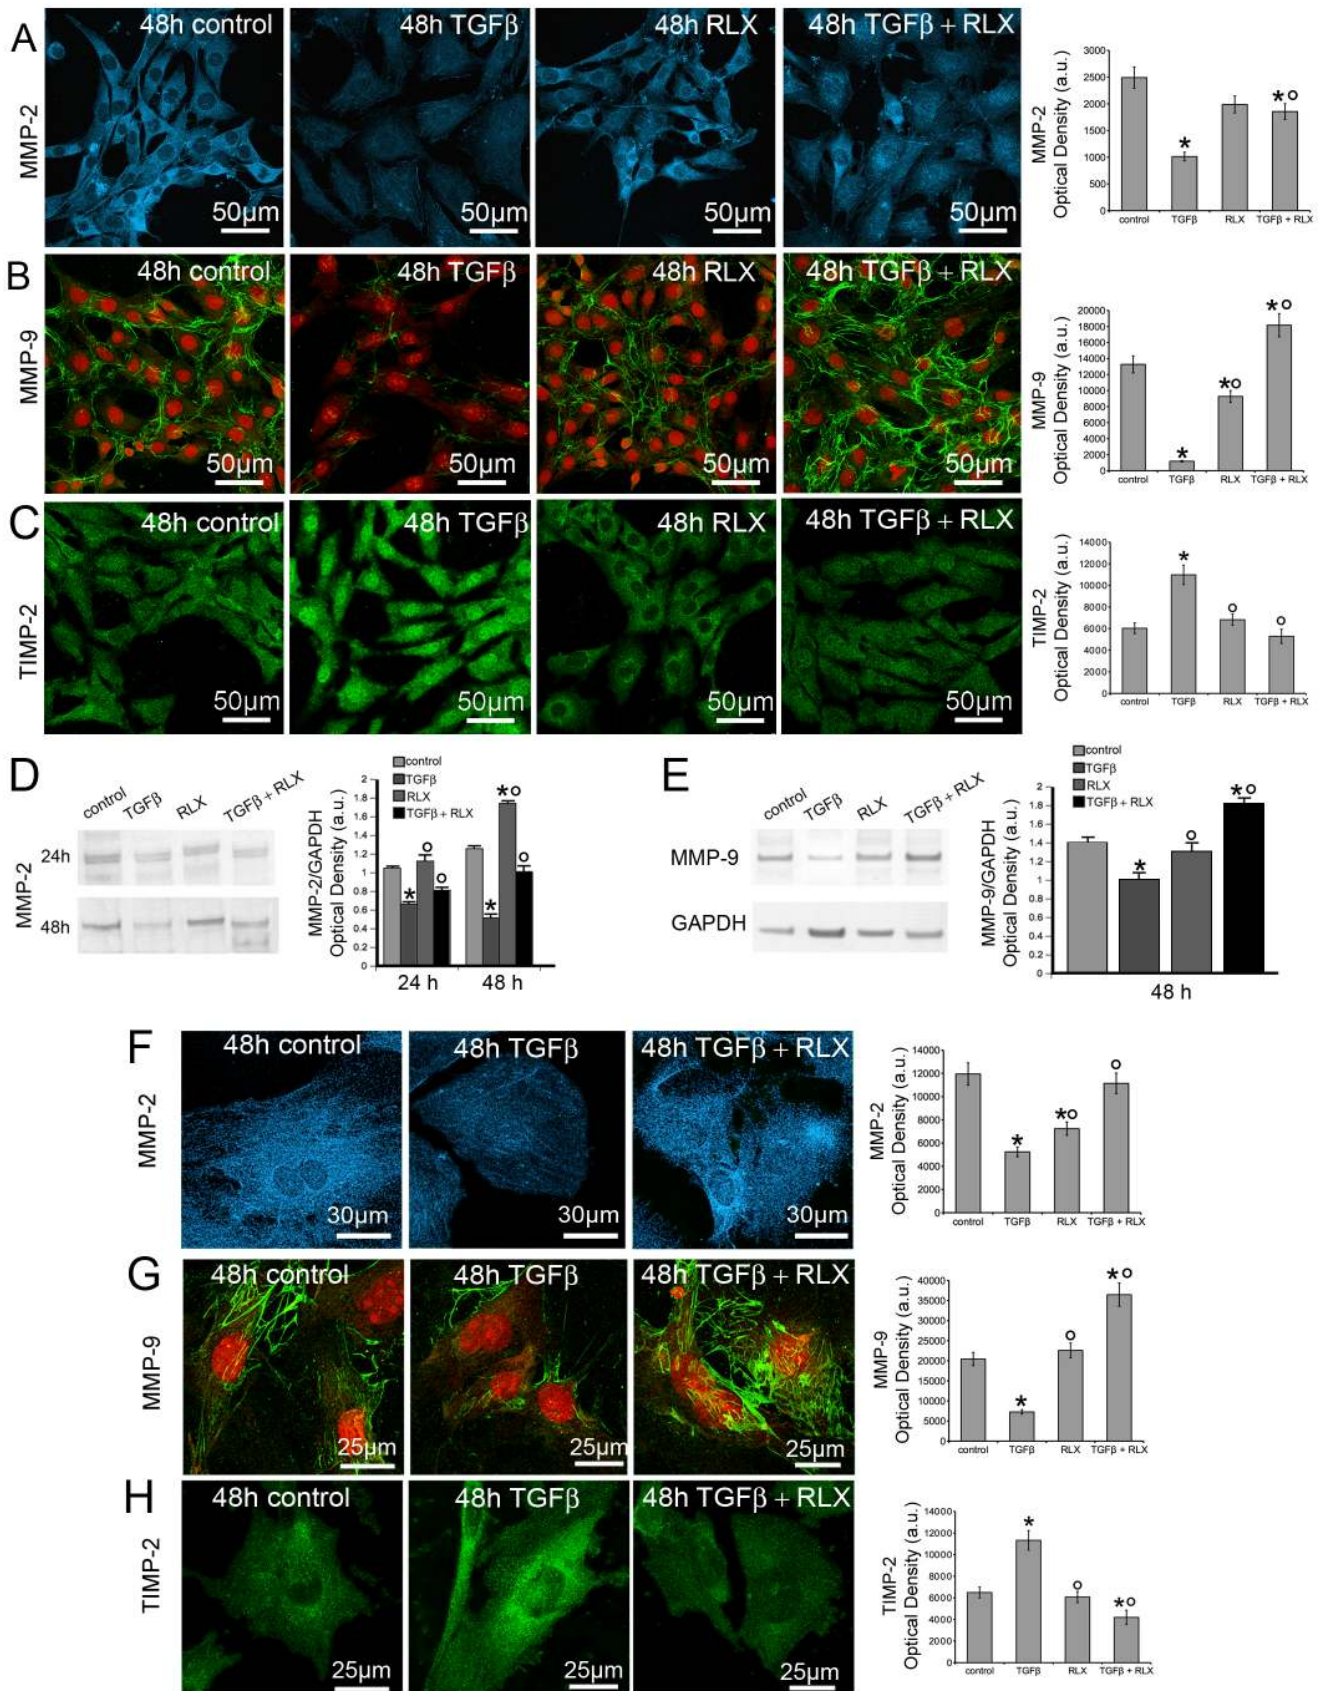 A
48h control
48h TGFβ
48h RLX
48h TGFβ + RLX
MMP-2
50µm
50µm
50µm
50µm
MMP-2
Optical Density (a.u.)
3000
2500
2000
1500
1000
500
0
*
*○
control
TGFβ
RLX
TGFβ + RLX
B
48h control
48h TGFβ
48h RLX
48h TGFβ + RLX
MMP-9
50µm
50µm
50µm
50µm
MMP-9
Optical Density (a.u.)
20000
18000
16000
14000
12000
10000
8000
6000
4000
2000
0
*
*○
*○
control
TGFβ
RLX
TGFβ + RLX
C
48h control
48h TGFβ
48h RLX
48h TGFβ + RLX
TIMP-2
50µm
50µm
50µm
50µm
TIMP-2
Optical Density (a.u.)
14000
12000
10000
8000
6000
4000
2000
0
*
○
○
control
TGFβ
RLX
TGFβ + RLX
D
control
TGFβ
RLX
TGFβ + RLX
MMP-2
24h
48h
MMP-2/GAPDH
Optical Density (a.u.)
2
1.8
1.6
1.4
1.2
1
0.8
0.6
0.4
0.2
0
control
TGFβ
RLX
TGFβ + RLX
*
○
○
*
*○
○
24 h
48 h
E
control
TGFβ
RLX
TGFβ + RLX
MMP-9
GAPDH
MMP-9/GAPDH
Optical Density (a.u.)
control
TGFβ
RLX
TGFβ + RLX
2
1.8
1.6
1.4
1.2
1
0.8
0.6
0.4
0.2
0
*
○
*○
48 h
F
48h control
48h TGFβ
48h TGFβ + RLX
MMP-2
30µm
30µm
30µm
MMP-2
Optical Density (a.u.)
14000
12000
10000
8000
6000
4000
2000
0
*
*○
○
control
TGFβ
RLX
TGFβ + RLX
G
48h control
48h TGFβ
48h TGFβ + RLX
MMP-9
25µm
25µm
25µm
MMP-9
Optical Density (a.u.)
40000
35000
30000
25000
20000
15000
10000
5000
0
*
○
*○
control
TGFβ
RLX
TGFβ + RLX
H
48h control
48h TGFβ
48h TGFβ + RLX
TIMP-2
25µm
25µm
25µm
TIMP-2
Optical Density (a.u.)
14000
12000
10000
8000
6000
4000
2000
0
*
○
*○
control
TGFβ
RLX
TGFβ + RLX